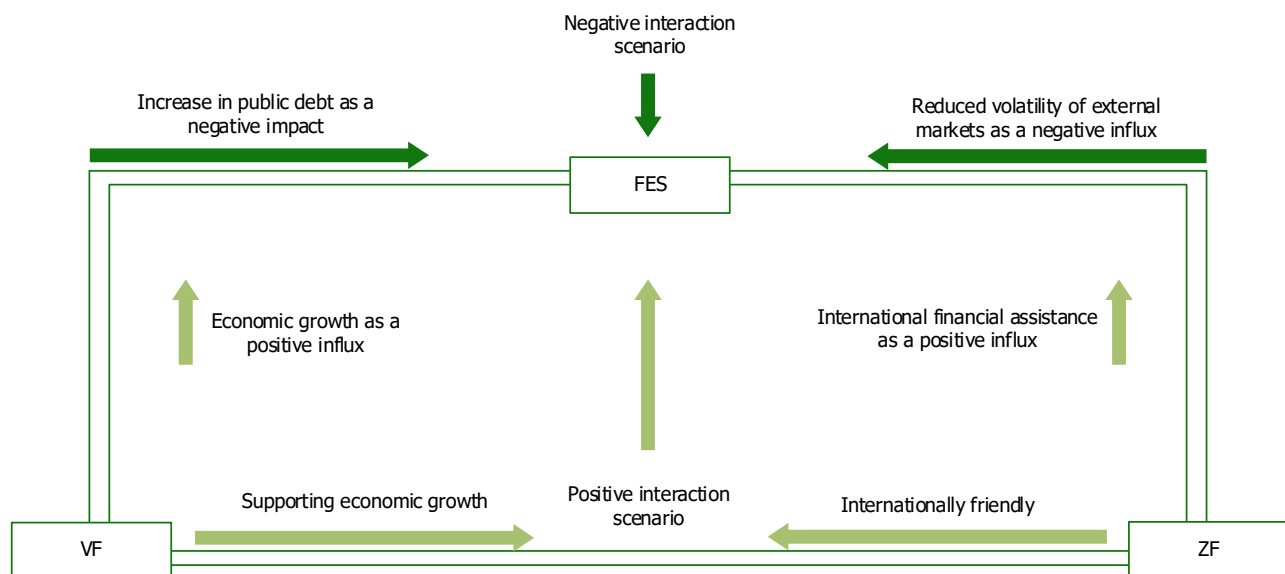 Negative interaction
scenario
Increase in public debt as a
negative impact
Reduced volatility of external
markets as a negative influx
FES
Economic growth as a
positive influx
International financial assistance
as a positive influx
Supporting economic growth
Positive interaction
scenario
Internationally friendly
VF
ZF